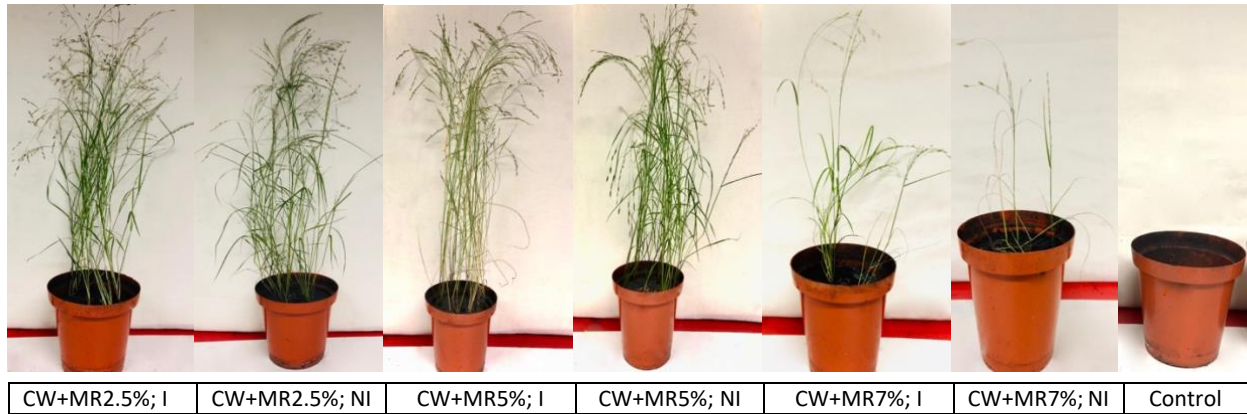 CW+MR2.5%; I
CW+MR2.5%; NI
CW+MR5%; I
CW+MR5%; NI
CW+MR7%; I
CW+MR7%; NI
Control